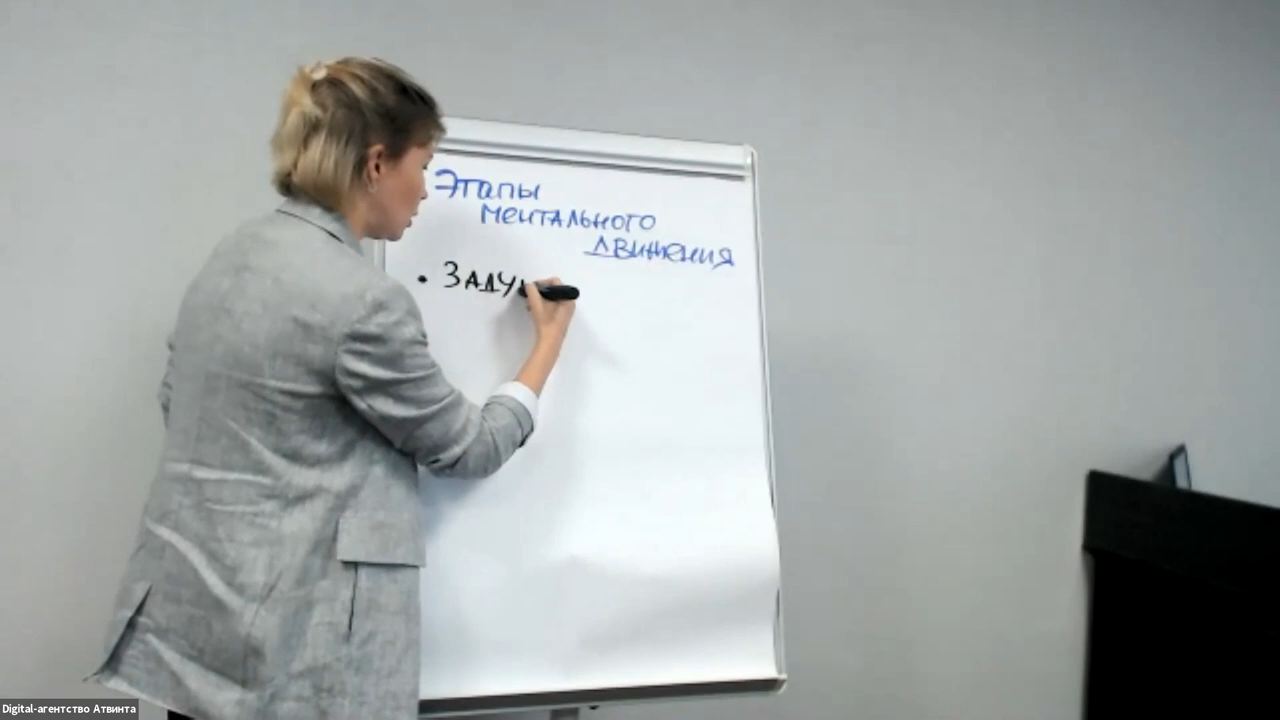 Этапы
ментального
движения
• Заду
Digital-агентство Атвинта